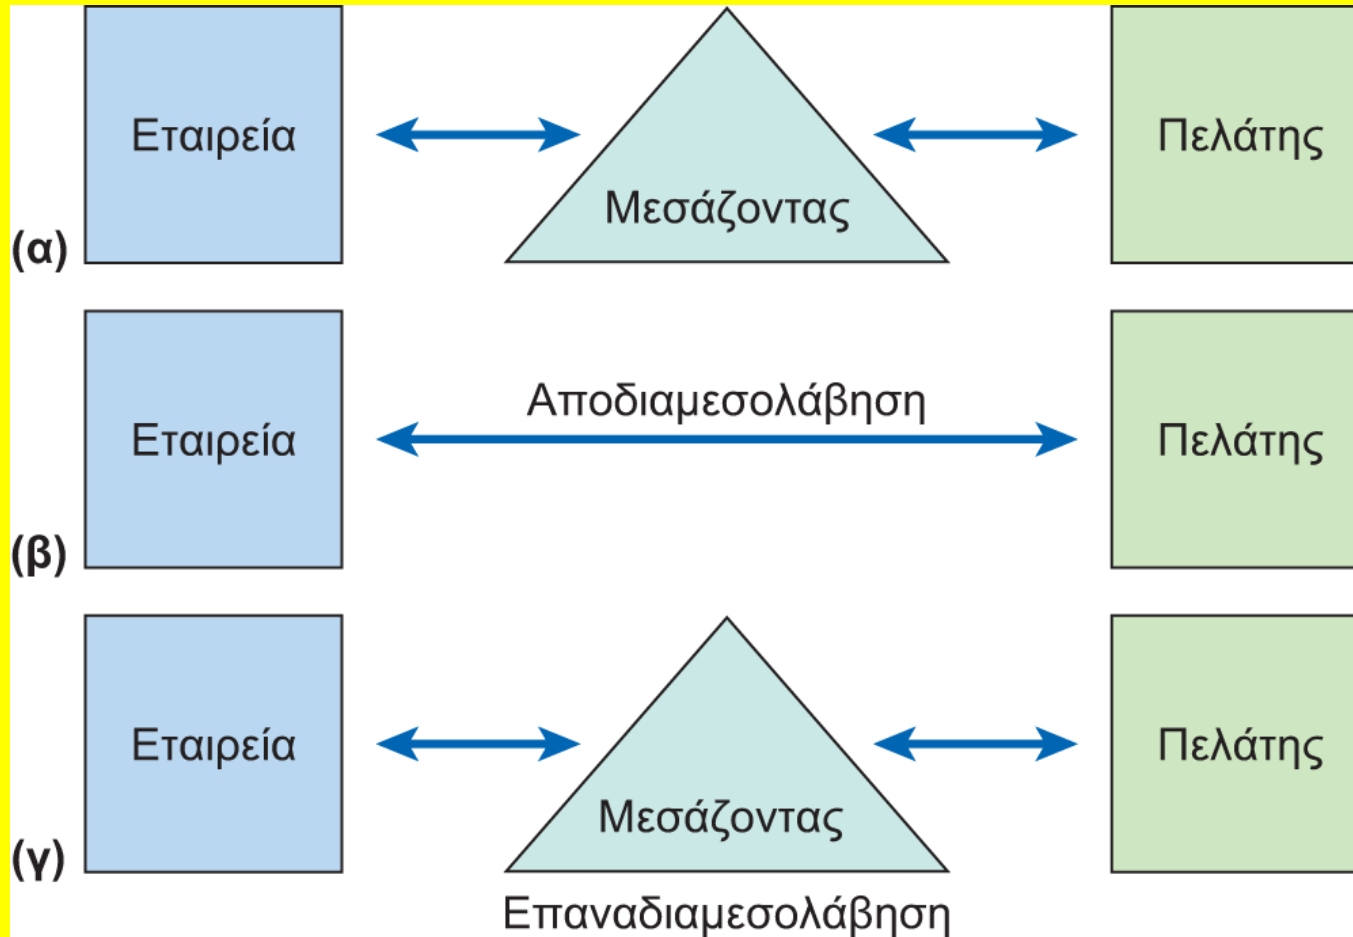 Εταιρεία
Μεσάζοντας
Πελάτης
(α)
Εταιρεία
Αποδιαμεσολάβηση
Πελάτης
(β)
Εταιρεία
Μεσάζοντας
Πελάτης
(γ)
Επαναδιαμεσολάβηση